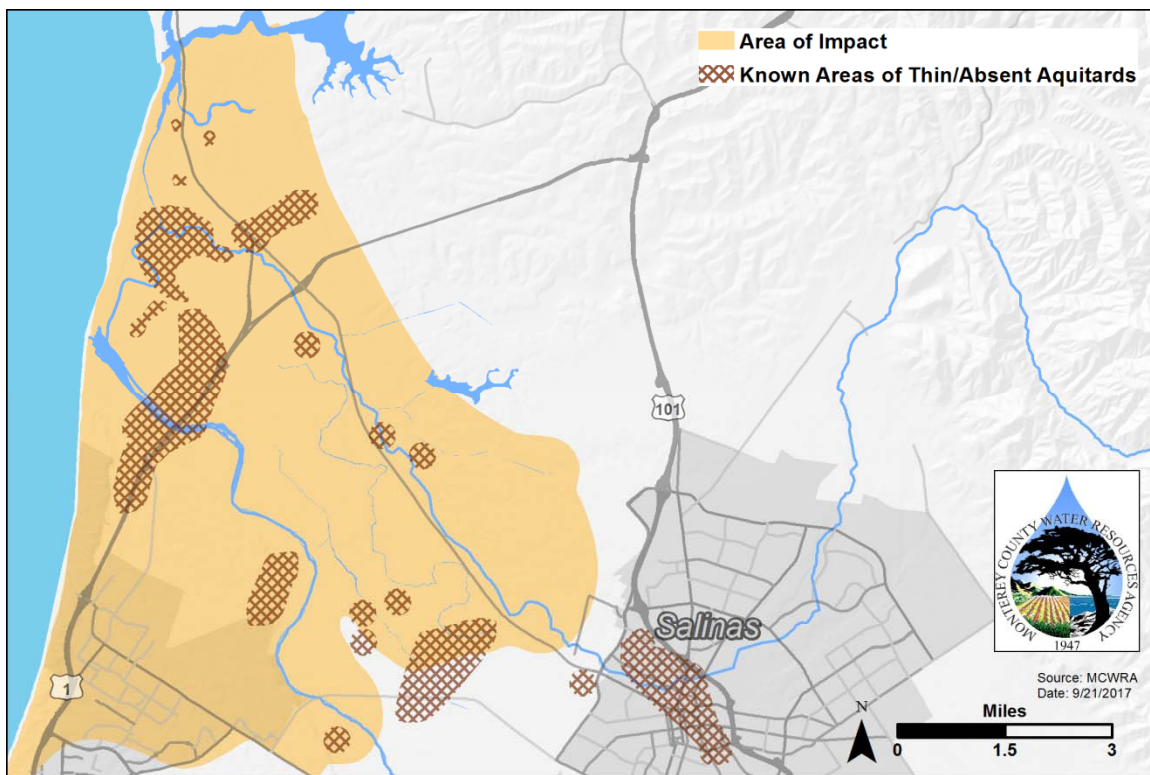 Area of Impact
Known Areas of Thin/Absent Aquitards
101
Salinas
1
MONTEREY COUNTY WATER RESOURCES AGENCY
1947
Source: MCWRA
Date: 9/21/2017
N
Miles
0 1.5 3